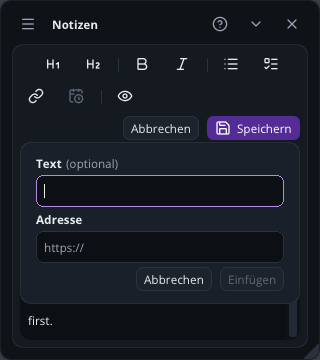 Notizen
H1 H2 B I
Abbrechen Speichern
Text (optional)
Adresse
https://
Abbrechen Einfügen
first.